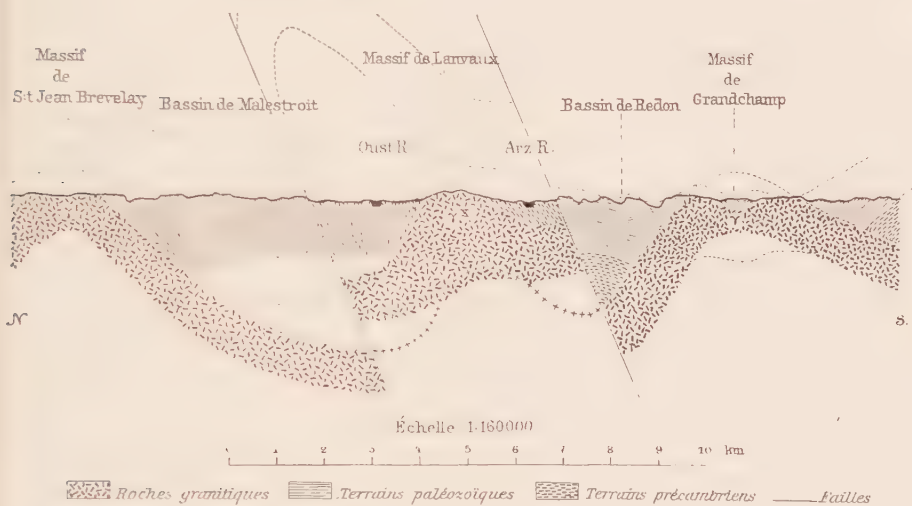 Massif
de
St Jean Brevelay
Bassin de Malestroit
Massif de Lanvaux
Bassin de Redon
Massif
de
Grandchamp
Oust R
Arz R.
x
γ
N
S.
Échelle 1:160000
1 2 3 4 5 6 7 8 9 10 km
Roches granitiques
Terrains paléozoïques
Terrains précambriens
Failles